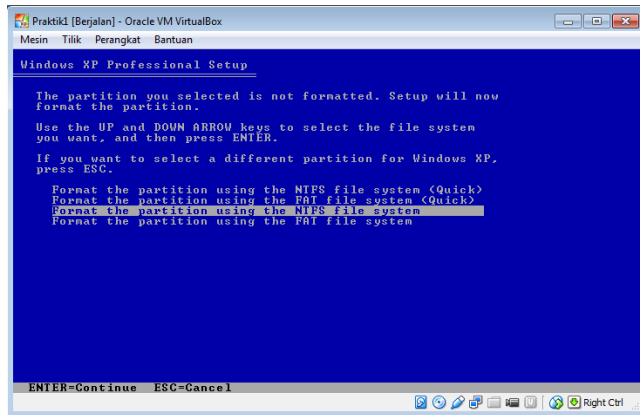 Praktik1 [Berjalan] - Oracle VM VirtualBox
Mesin Tilik Perangkat Bantuan
Windows XP Professional Setup
The partition you selected is not formatted. Setup will now
format the partition.
Use the UP and DOWN ARROW keys to select the file system
you want, and then press ENTER.
If you want to select a different partition for Windows XP,
press ESC.
Format the partition using the NTFS file system (Quick)
Format the partition using the FAT file system (Quick)
Format the partition using the NTFS file system
Format the partition using the FAT file system
ENTER=Continue ESC=Cancel
Right Ctrl